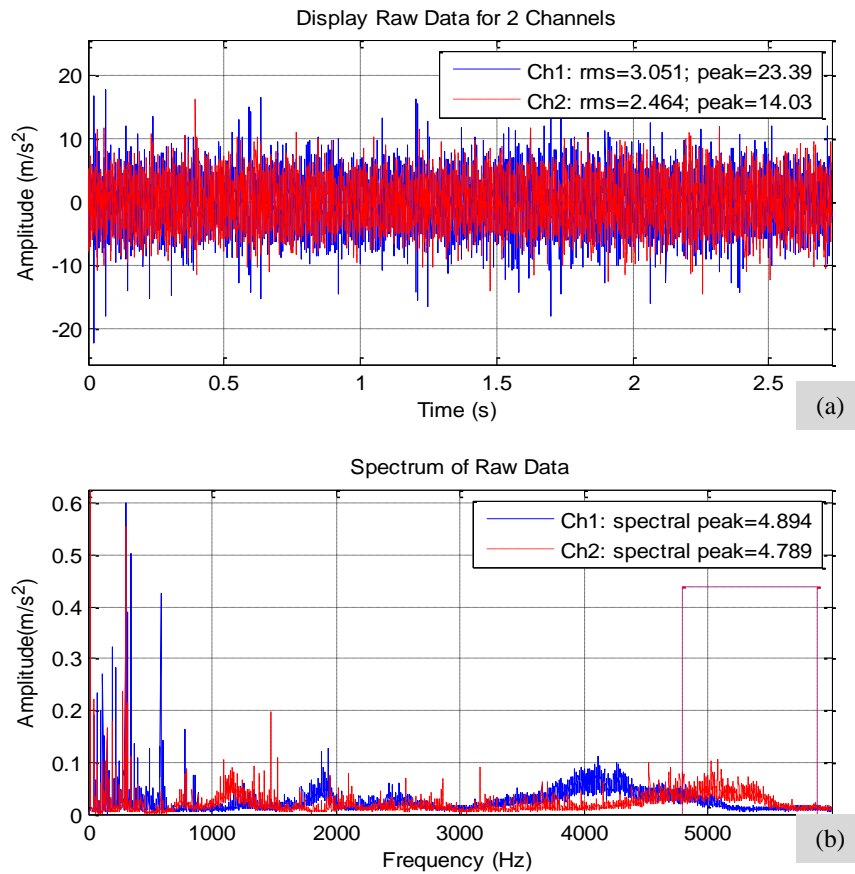 Display Raw Data for 2 Channels
Ch1: rms=3.051; peak=23.39
Ch2: rms=2.464; peak=14.03
20
10
0
-10
-20
Amplitude (m/s²)
0 0.5 1 1.5 2 2.5
Time (s)
(a)
Spectrum of Raw Data
Ch1: spectral peak=4.894
Ch2: spectral peak=4.789
0.6
0.5
0.4
0.3
0.2
0.1
0
Amplitude(m/s²)
0 1000 2000 3000 4000 5000
Frequency (Hz)
(b)